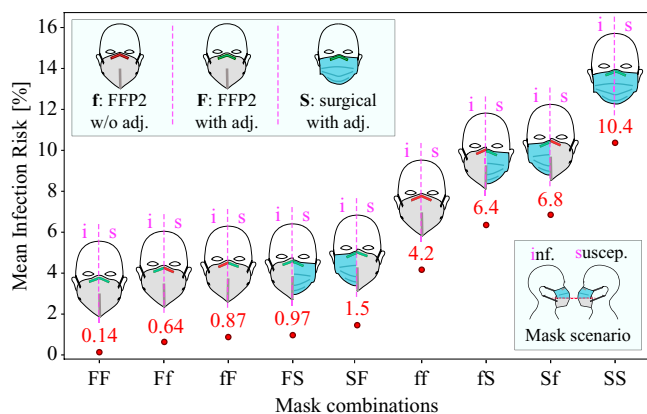 Mean Infection Risk [%]
16
14
12
10
8
6
4
2
0
f: FFP2
w/o adj.
F: FFP2
with adj.
S: surgical
with adj.
i s
0.14
i s
0.64
i s
0.87
i s
0.97
i s
1.5
i s
4.2
i s
6.4
i s
6.8
i s
10.4
inf. suscep.
Mask scenario
FF Ff fF FS SF ff fS Sf SS
Mask combinations